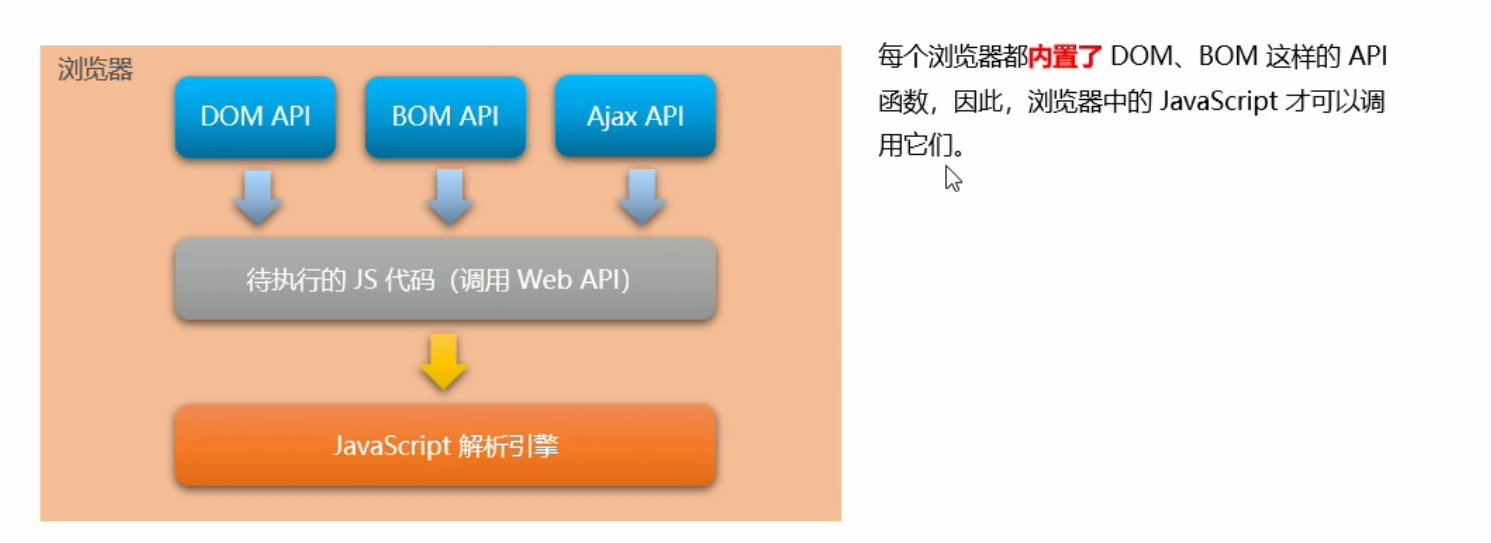 浏览器
DOM API
BOM API
Ajax API
待执行的 JS 代码（调用 Web API）
JavaScript 解析引擎
每个浏览器都内置了 DOM、BOM 这样的 API
函数，因此，浏览器中的 JavaScript 才可以调
用它们。